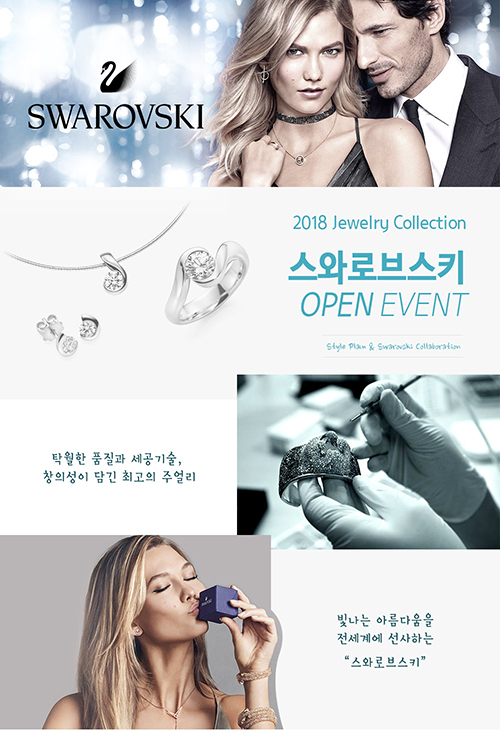 SWAROVSKI
2018 Jewelry Collection
스와로브스키
OPEN EVENT
Style Plain & Swarovski Collaboration
탁월한 품질과 세공기술,
창의성이 담긴 최고의 주얼리
SWAROVSKI
빛나는 아름다움을
전세계에 선사하는
“스와로브스키”